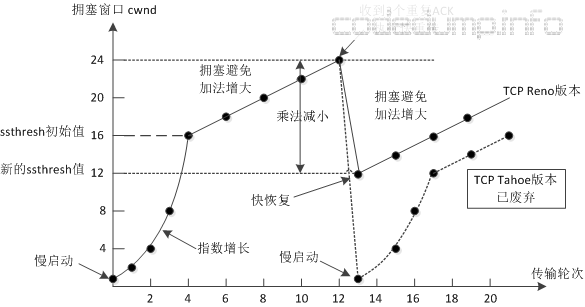 拥塞窗口 cwnd
收到3个重复ACK
24
拥塞避免
加法增大
拥塞避免
加法增大
TCP Reno版本
20
乘法减小
ssthresh初始值
16
新的ssthresh值
12
TCP Tahoe版本
已废弃
快恢复
8
指数增长
4
慢启动
慢启动
传输轮次
2
4
6
8
10
12
14
16
18
20